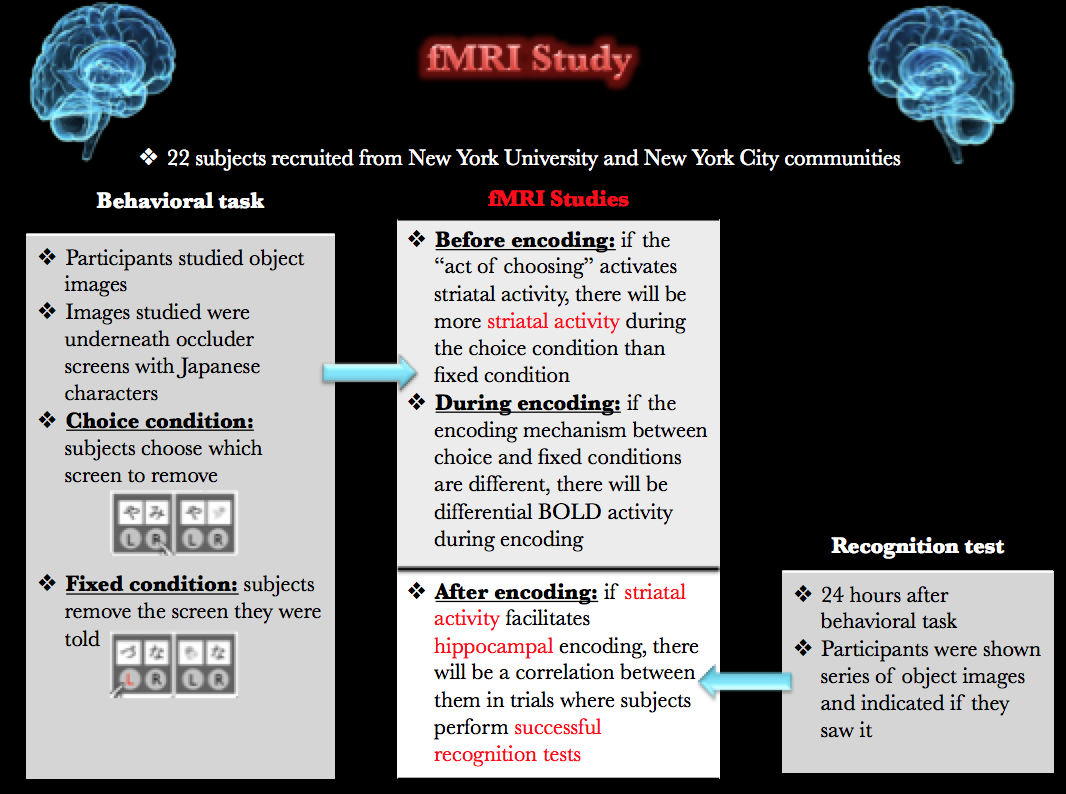 fMRI Study
❖ 22 subjects recruited from New York University and New York City communities
Behavioral task
❖ Participants studied object
images
❖ Images studied were
underneath occluder
screens with Japanese
characters
❖ Choice condition:
subjects choose which
screen to remove
や み や
L R L R
❖ Fixed condition: subjects
remove the screen they were
told
づ な な
L R L R
fMRI Studies
❖ Before encoding: if the
“act of choosing” activates
striatal activity, there will be
more striatal activity during
the choice condition than
fixed condition
❖ During encoding: if the
encoding mechanism between
choice and fixed conditions
are different, there will be
differential BOLD activity
during encoding
❖ After encoding: if striatal
activity facilitates
hippocampal encoding, there
will be a correlation between
them in trials where subjects
perform successful
recognition tests
Recognition test
❖ 24 hours after
behavioral task
❖ Participants were shown
series of object images
and indicated if they
saw it